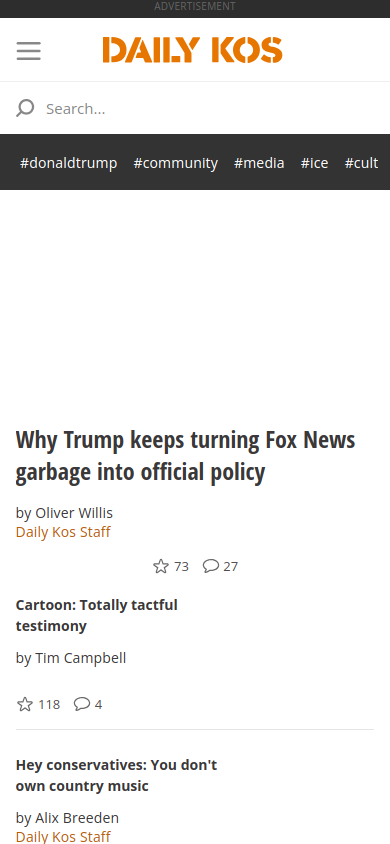 ADVERTISEMENT
DAILY KOS
Search...
#donaldtrump #community #media #ice #cult
Why Trump keeps turning Fox News
garbage into official policy
by Oliver Willis
Daily Kos Staff
73 27
Cartoon: Totally tactful
testimony
by Tim Campbell
118 4
Hey conservatives: You don't
own country music
by Alix Breeden
Daily Kos Staff